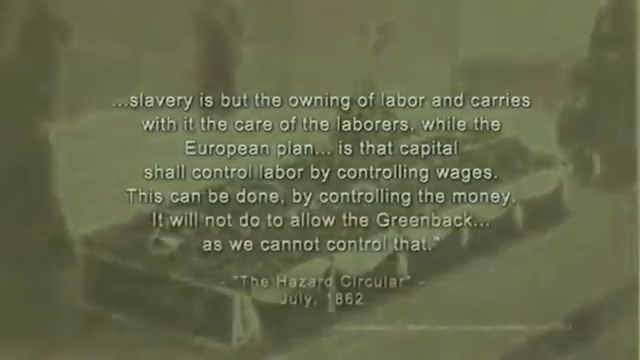 ...slavery is but the owning of labor and carries
with it the care of the laborers, while the
European plan... is that capital
shall control labor by controlling wages.
This can be done, by controlling the money.
It will not do to allow the Greenback...
as we cannot control that."
- "The Hazard Circular" -
July, 1862